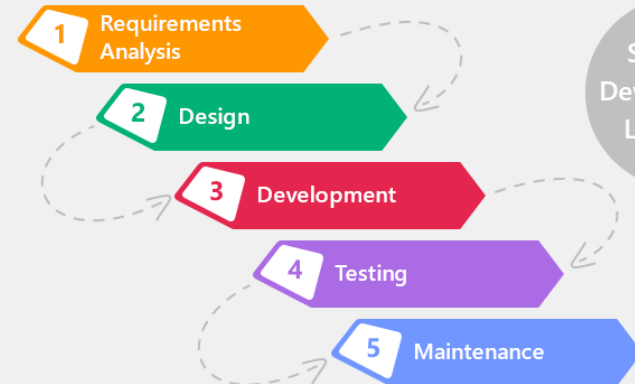 1
Requirements
Analysis
2
Design
3
Development
4
Testing
5
Maintenance